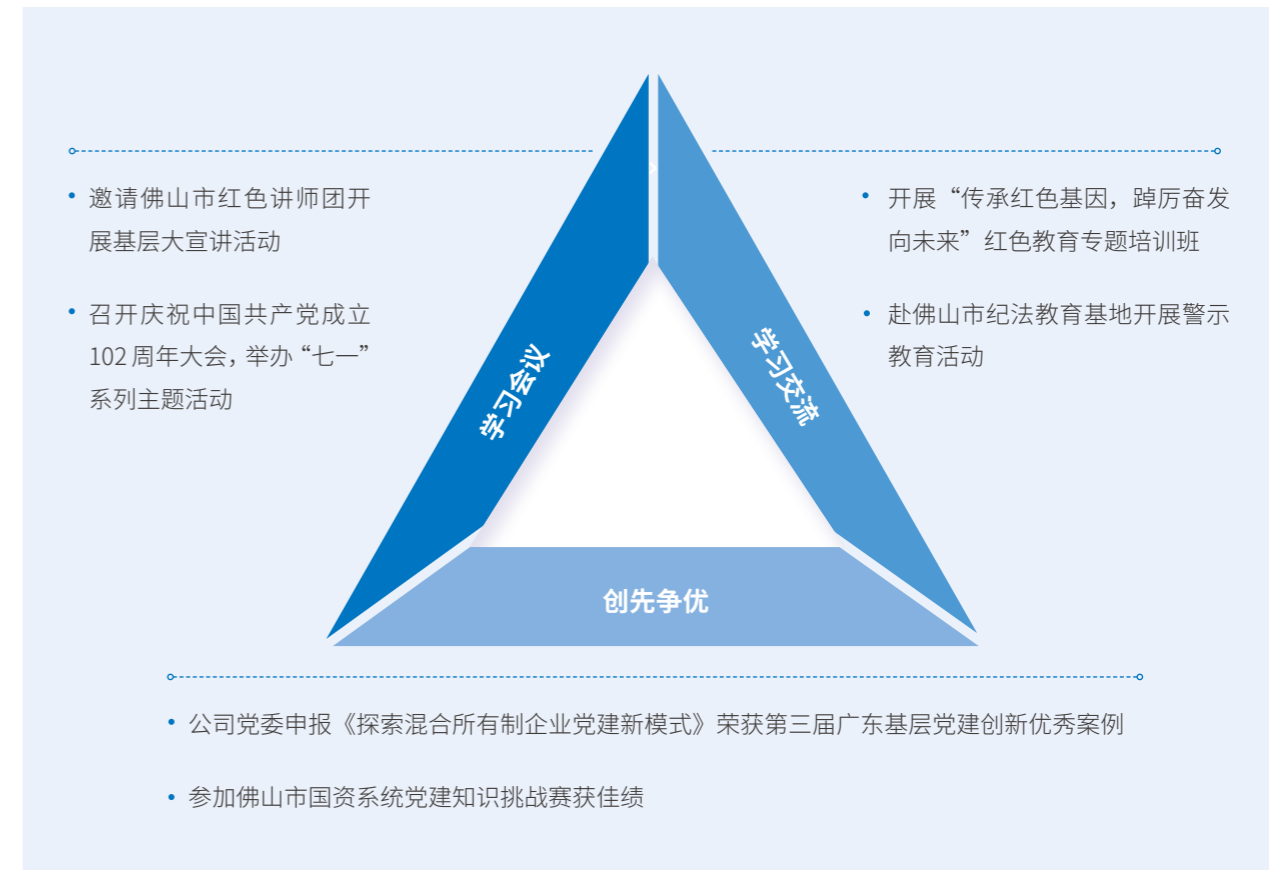 邀请佛山市红色讲师团开
展基层大宣讲活动
召开庆祝中国共产党成立
102周年大会，举办“七一”
系列主题活动
学习会议
开展“传承红色基因，踔厉奋发
向未来”红色教育专题培训班
赴佛山市纪法教育基地开展警示
教育活动
学习交流
创先争优
公司党委申报《探索混合所有制企业党建新模式》荣获第三届广东基层党建创新优秀案例
参加佛山市国资系统党建知识挑战赛获佳绩